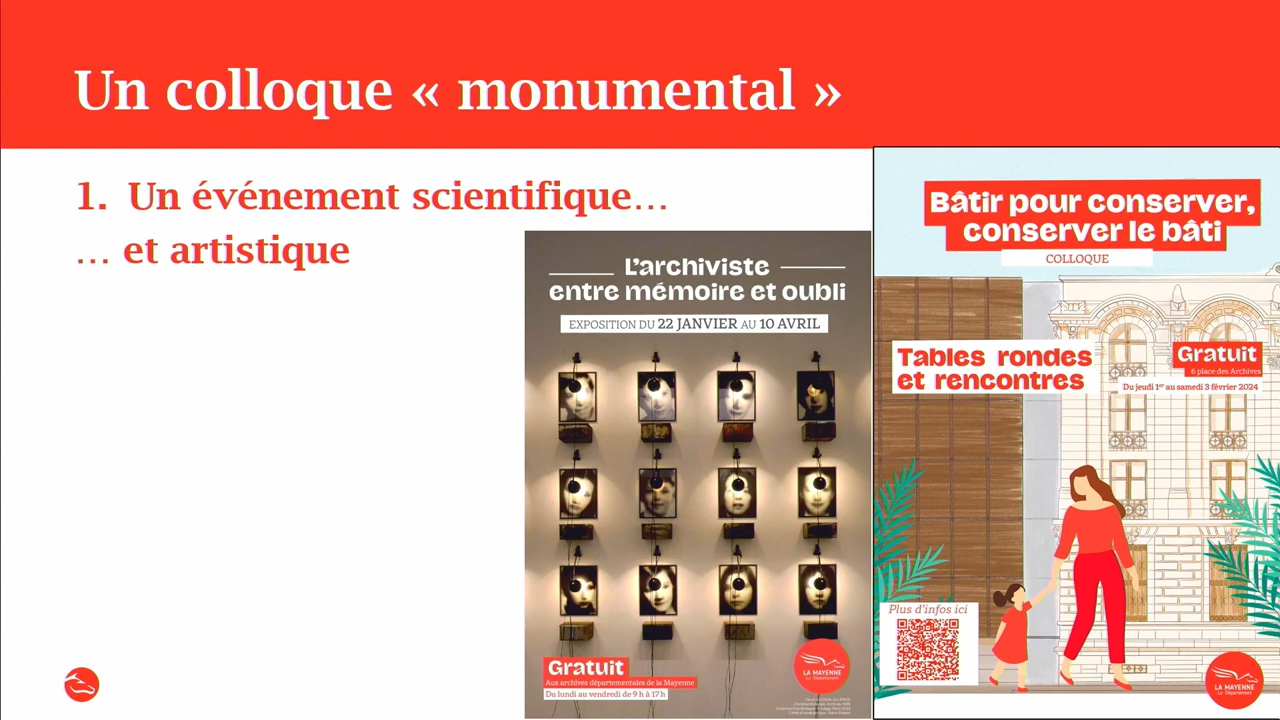 Un colloque « monumental »
1. Un événement scientifique…
… et artistique
L'archiviste
entre mémoire et oubli
EXPOSITION DU 22 JANVIER AU 10 AVRIL
Gratuit
Aux archives départementales de la Mayenne
Du lundi au vendredi de 9 h à 17 h
LA MAYENNE
Le Département
Bâtir pour conserver,
conserver le bâti
COLLOQUE
Tables rondes
et rencontres
Gratuit
6 place des Archives
Du jeudi 1er au samedi 3 février 2024
Plus d'infos ici
LA MAYENNE
Le Département